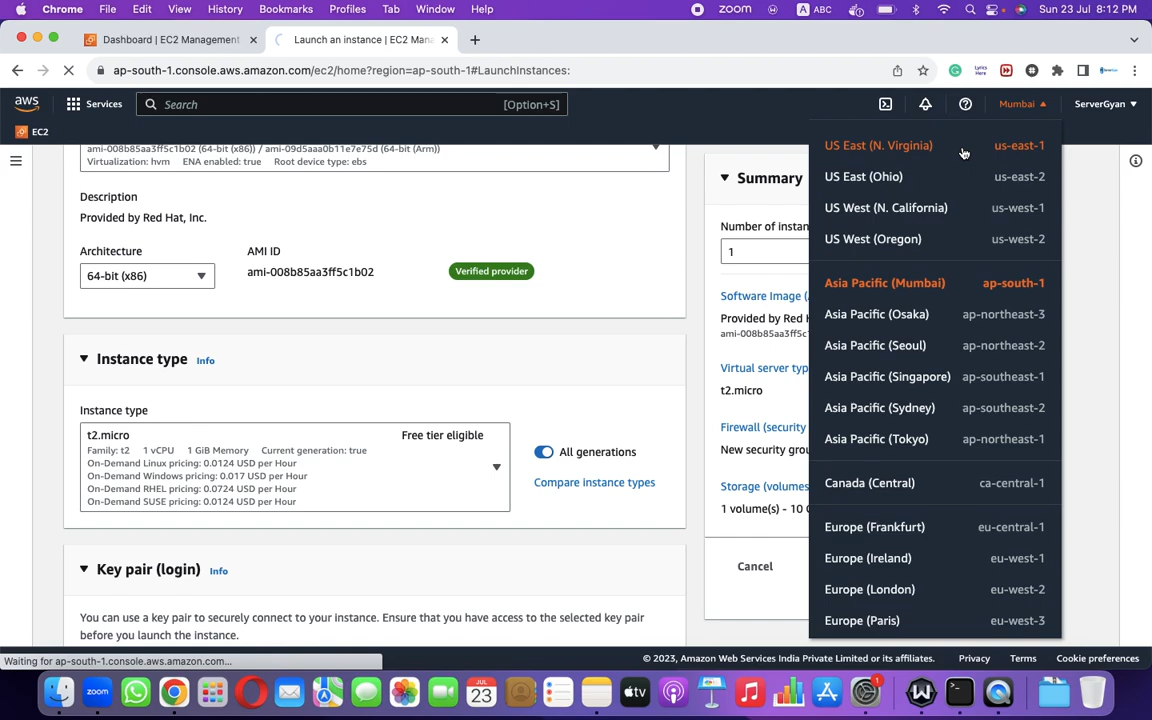 Chrome File Edit View History Bookmarks Profiles Tab Window Help zoom A ABC Sun 23 Jul 8:12 PM
Dashboard | EC2 Management Launch an instance | EC2 Man
ap-south-1.console.aws.amazon.com/ec2/home?region=ap-south-1#LaunchInstances:
aws Services Search [Option+S] Mumbai ServerGyan
EC2
ami-008b85aa3ff5c1b02 (64-bit (x86)) / ami-09d5aaa0b11e7e75d (64-bit (Arm))
Virtualization: hvm ENA enabled: true Root device type: ebs
Description
Provided by Red Hat, Inc.
Architecture AMI ID
64-bit (x86) ami-008b85aa3ff5c1b02 Verified provider
Instance type Info
Instance type
t2.micro Free tier eligible
Family: t2 1 vCPU 1 GiB Memory Current generation: true
On-Demand Linux pricing: 0.0124 USD per Hour
On-Demand Windows pricing: 0.017 USD per Hour
On-Demand RHEL pricing: 0.0724 USD per Hour
On-Demand SUSE pricing: 0.0124 USD per Hour
All generations
Compare instance types
Key pair (login) Info
You can use a key pair to securely connect to your instance. Ensure that you have access to the selected key pair
before you launch the instance.
Summary
Number of instan
1
Software Image (
Provided by Red H
ami-008b85aa3ff5c
Virtual server typ
t2.micro
Firewall (security
New security grou
Storage (volumes
1 volume(s) - 10 G
Cancel
US East (N. Virginia) us-east-1
US East (Ohio) us-east-2
US West (N. California) us-west-1
US West (Oregon) us-west-2
Asia Pacific (Mumbai) ap-south-1
Asia Pacific (Osaka) ap-northeast-3
Asia Pacific (Seoul) ap-northeast-2
Asia Pacific (Singapore) ap-southeast-1
Asia Pacific (Sydney) ap-southeast-2
Asia Pacific (Tokyo) ap-northeast-1
Canada (Central) ca-central-1
Europe (Frankfurt) eu-central-1
Europe (Ireland) eu-west-1
Europe (London) eu-west-2
Europe (Paris) eu-west-3
Waiting for ap-south-1.console.aws.amazon.com...
© 2023, Amazon Web Services India Private Limited or its affiliates. Privacy Terms Cookie preferences
zoom JUL 23 tv 1